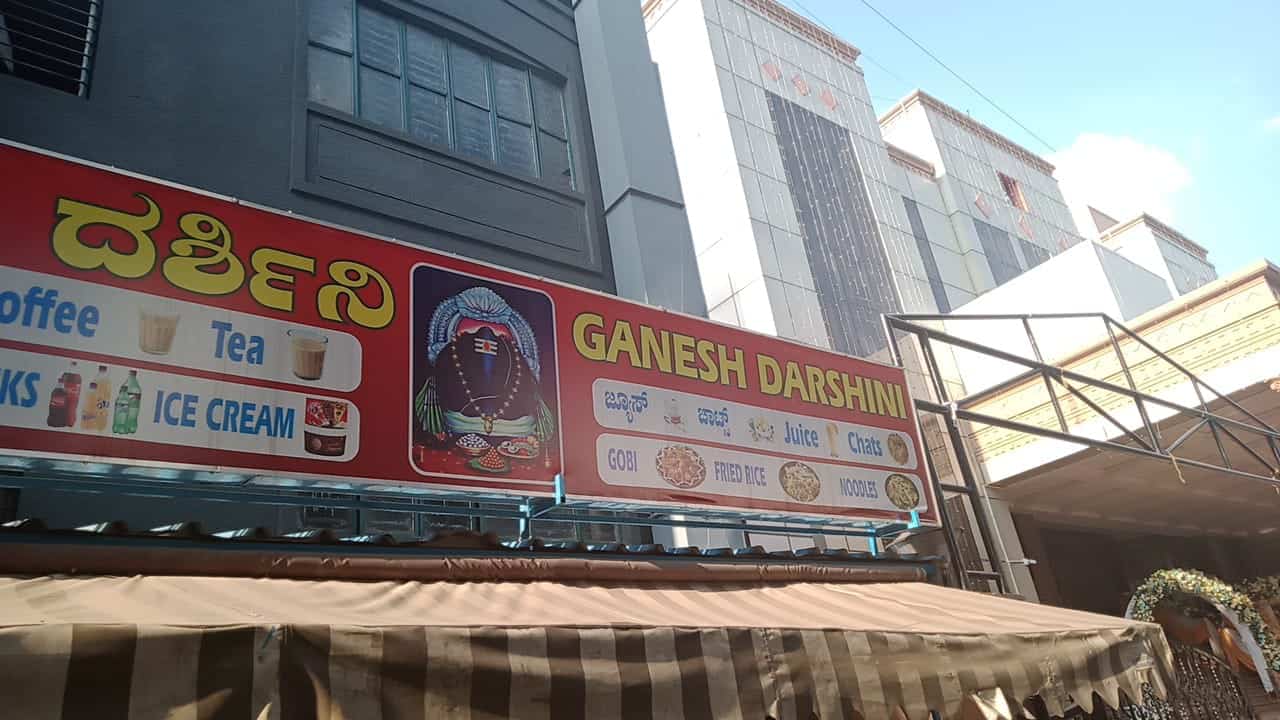 ದರ್ಶಿನಿ
offee Tea
KS ICE CREAM
GANESH DARSHINI
ಜ್ಯೂಸ್ ಚಾಟ್ಸ್ Juice Chats
GOBI FRIED RICE NOODLES